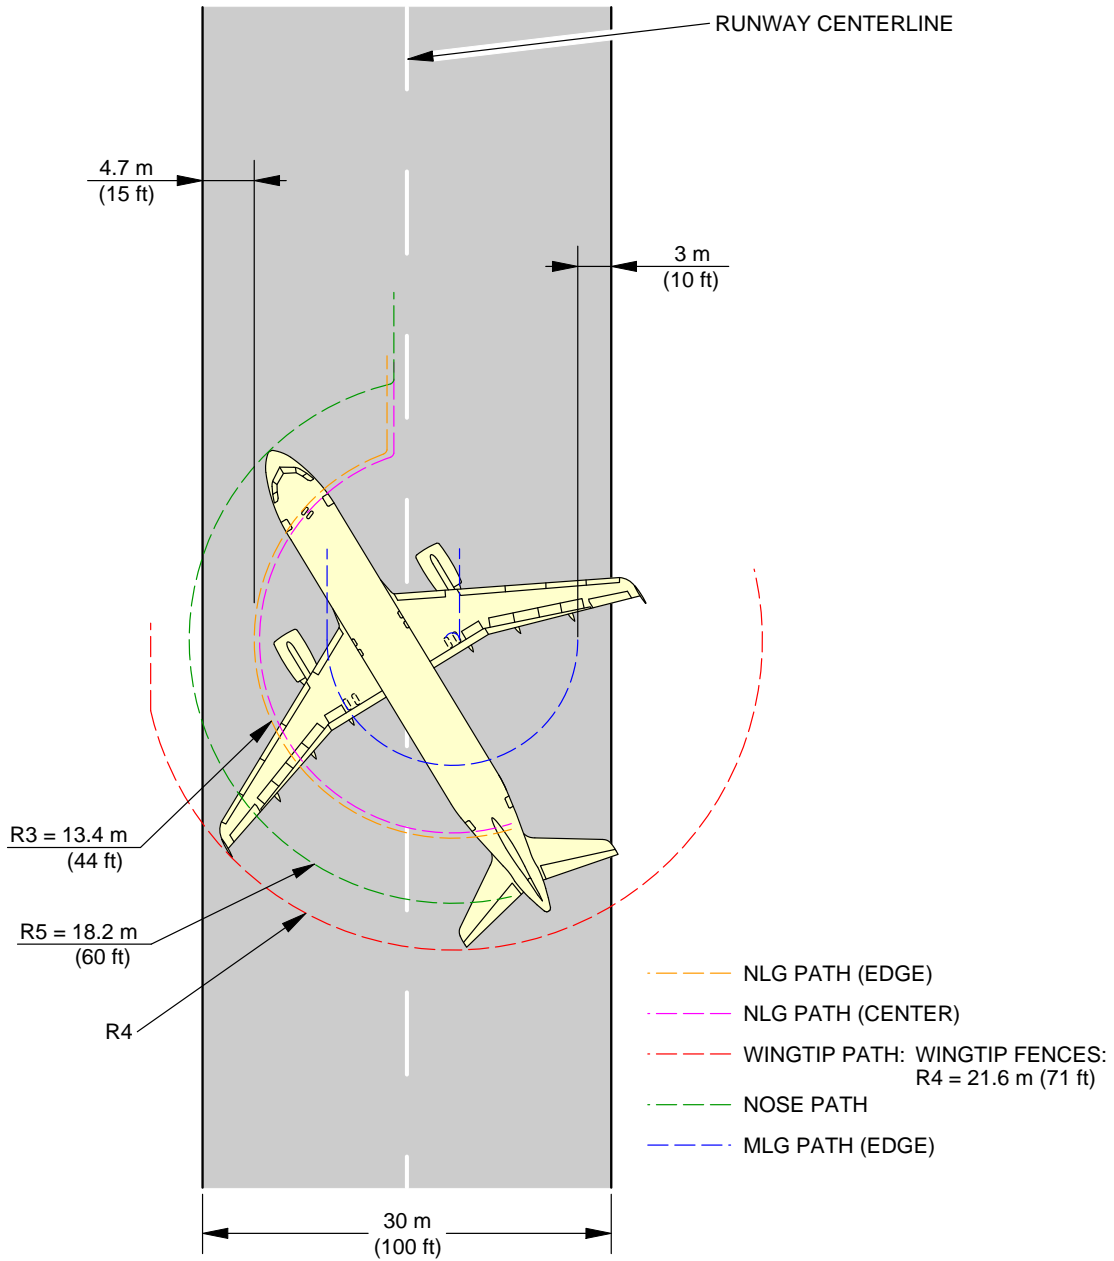 RUNWAY CENTERLINE
4.7 m
(15 ft)
3 m
(10 ft)
R3 = 13.4 m
(44 ft)
R5 = 18.2 m
(60 ft)
R4
NLG PATH (EDGE)
NLG PATH (CENTER)
WINGTIP PATH: WINGTIP FENCES:
R4 = 21.6 m (71 ft)
NOSE PATH
MLG PATH (EDGE)
30 m
(100 ft)